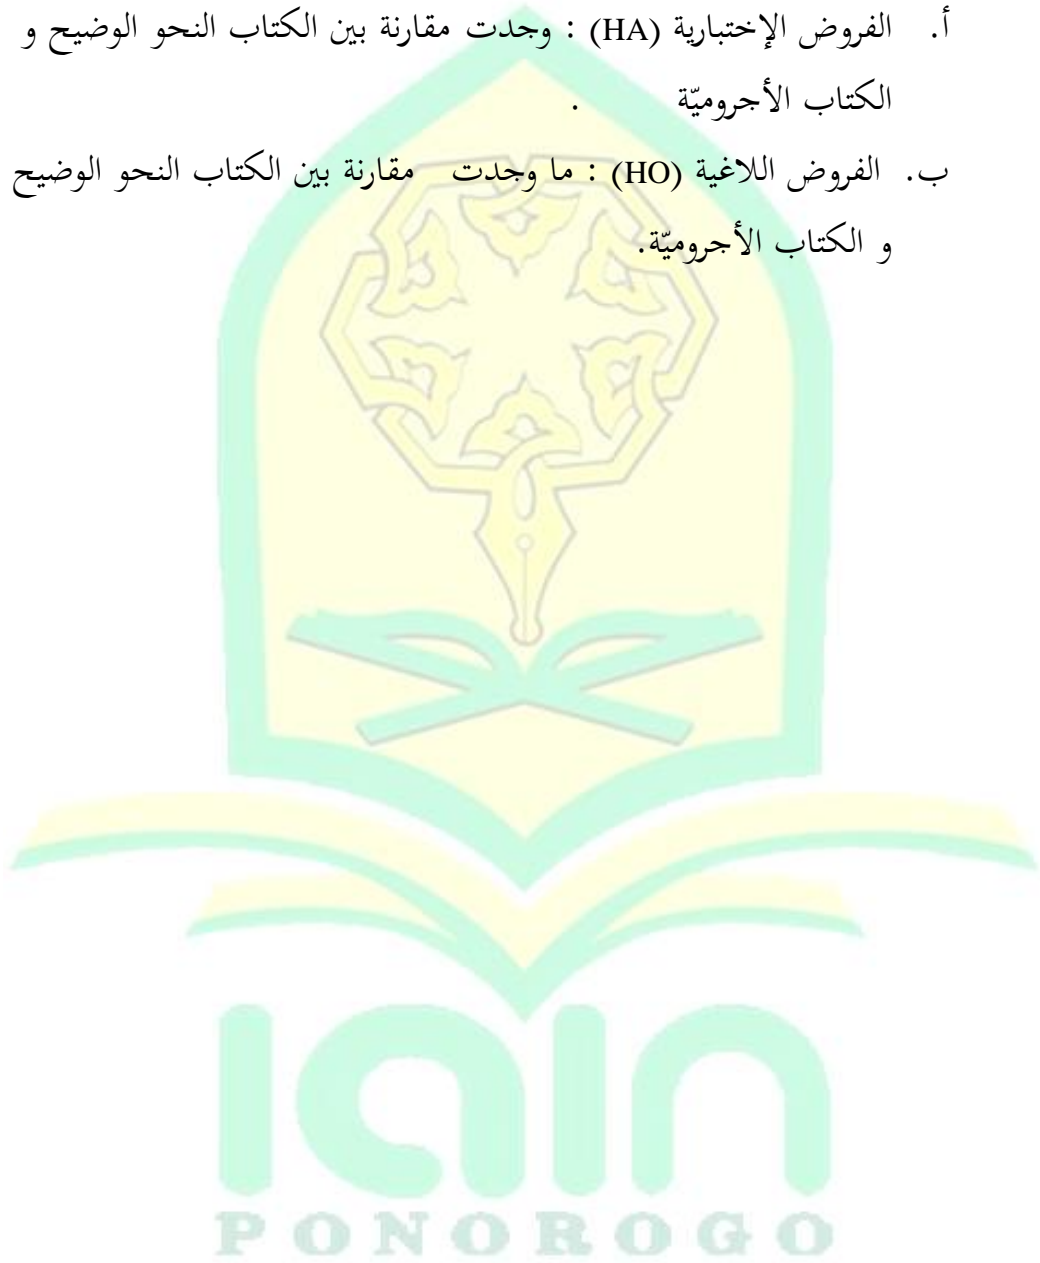 أ. الفروض الإختبارية (HA) : وجدت مقارنة بين الكتاب النحو الوضيح و
الكتاب الأجروميّة .
ب. الفروض اللاغية (HO) : ما وجدت مقارنة بين الكتاب النحو الوضيح
و الكتاب الأجروميّة.
iain
PONOROGO